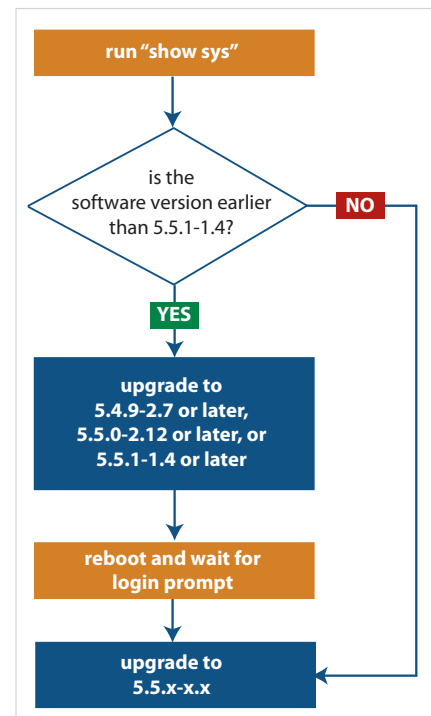 run “show sys”
is the
software version earlier
than 5.5.1-1.4?
NO
YES
upgrade to
5.4.9-2.7 or later,
5.5.0-2.12 or later, or
5.5.1-1.4 or later
reboot and wait for
login prompt
upgrade to
5.5.x-x.x